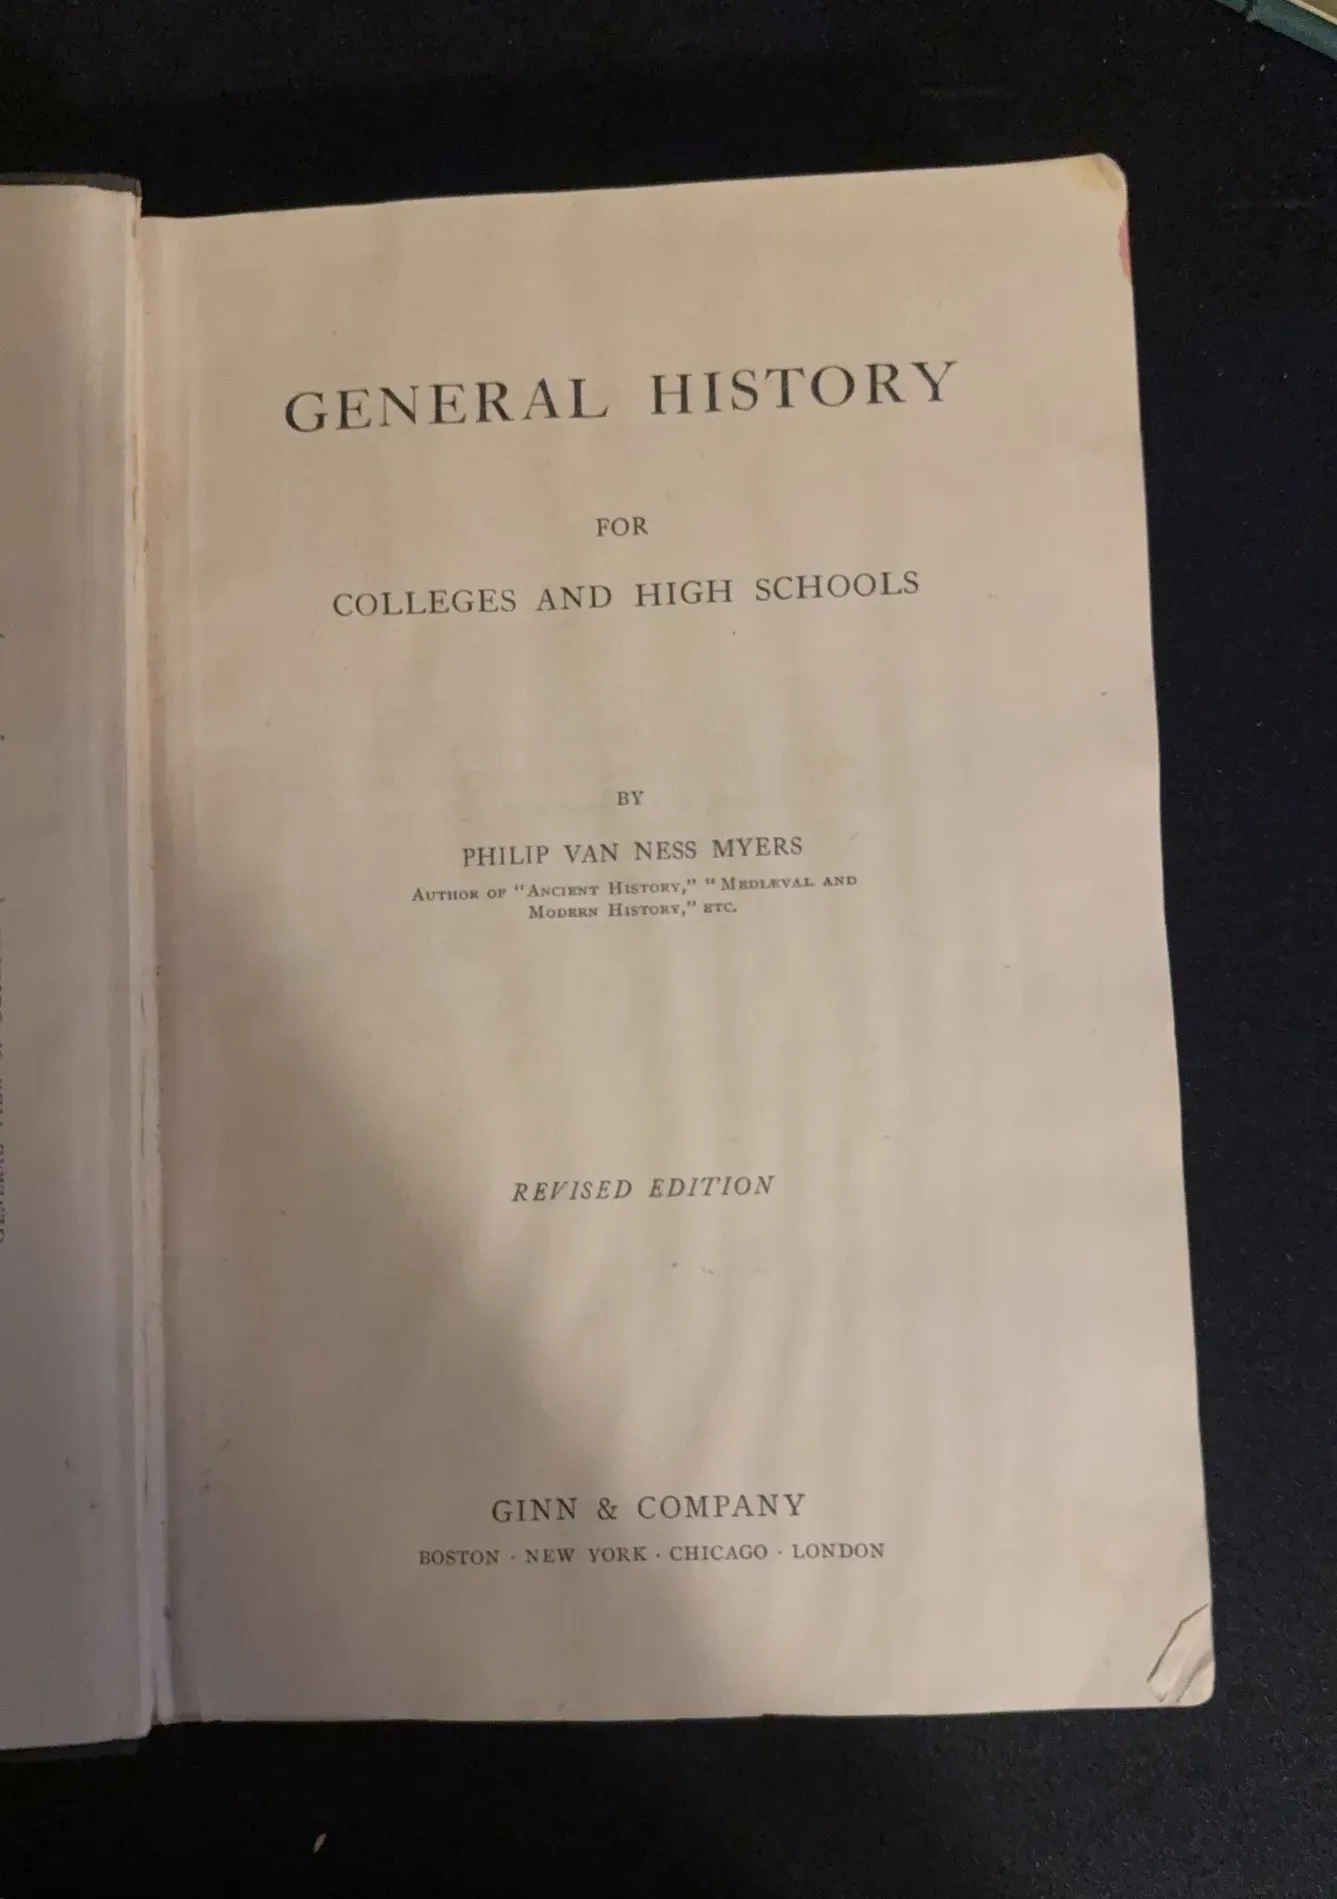 GENERAL HISTORY
FOR
COLLEGES AND HIGH SCHOOLS
BY
PHILIP VAN NESS MYERS
AUTHOR OF "ANCIENT HISTORY," "MEDIÆVAL AND
MODERN HISTORY," ETC.
REVISED EDITION
GINN & COMPANY
BOSTON · NEW YORK · CHICAGO · LONDON